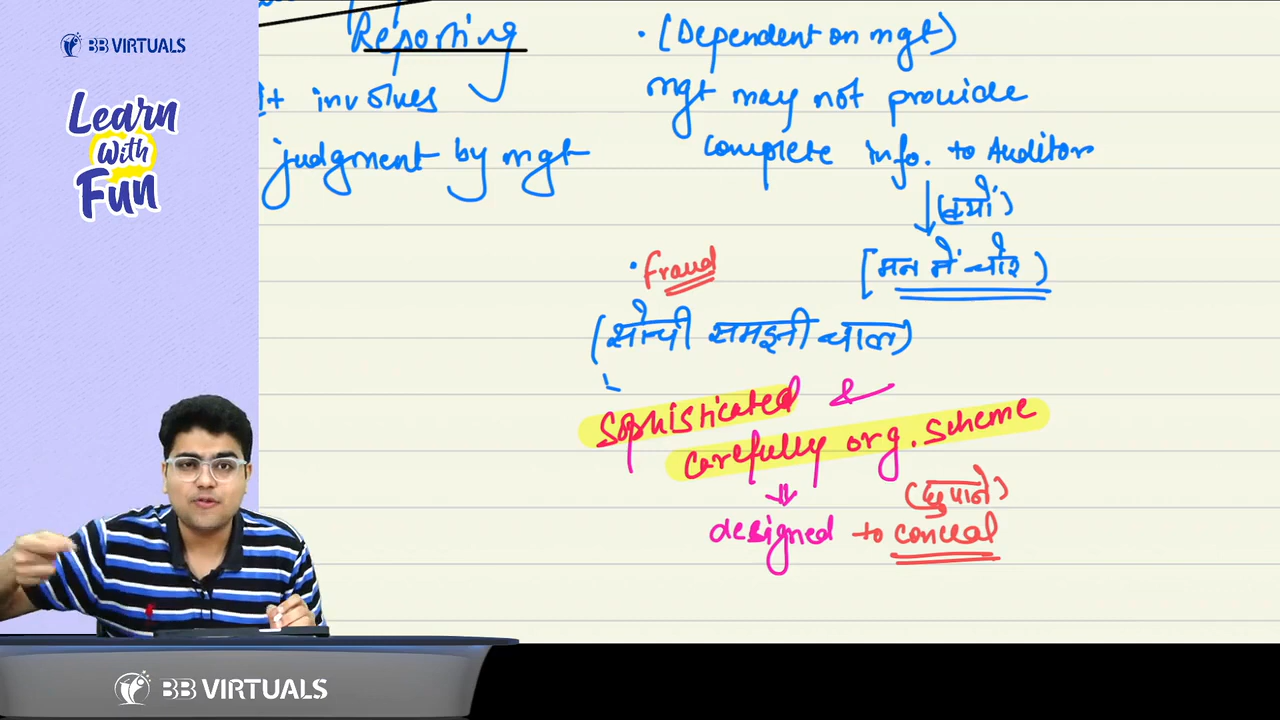 BB VIRTUALS
Learn
With
Fun
Reporting
It involves
judgment by mgt
• (Dependent on mgt)
mgt may not provide
complete info. to Auditor
(क्यों)
[मन में चोर)
• Fraud
(सोची समझी चाल)
Sophisticated &
carefully org. scheme
(छुपाने)
designed to conceal
BB VIRTUALS